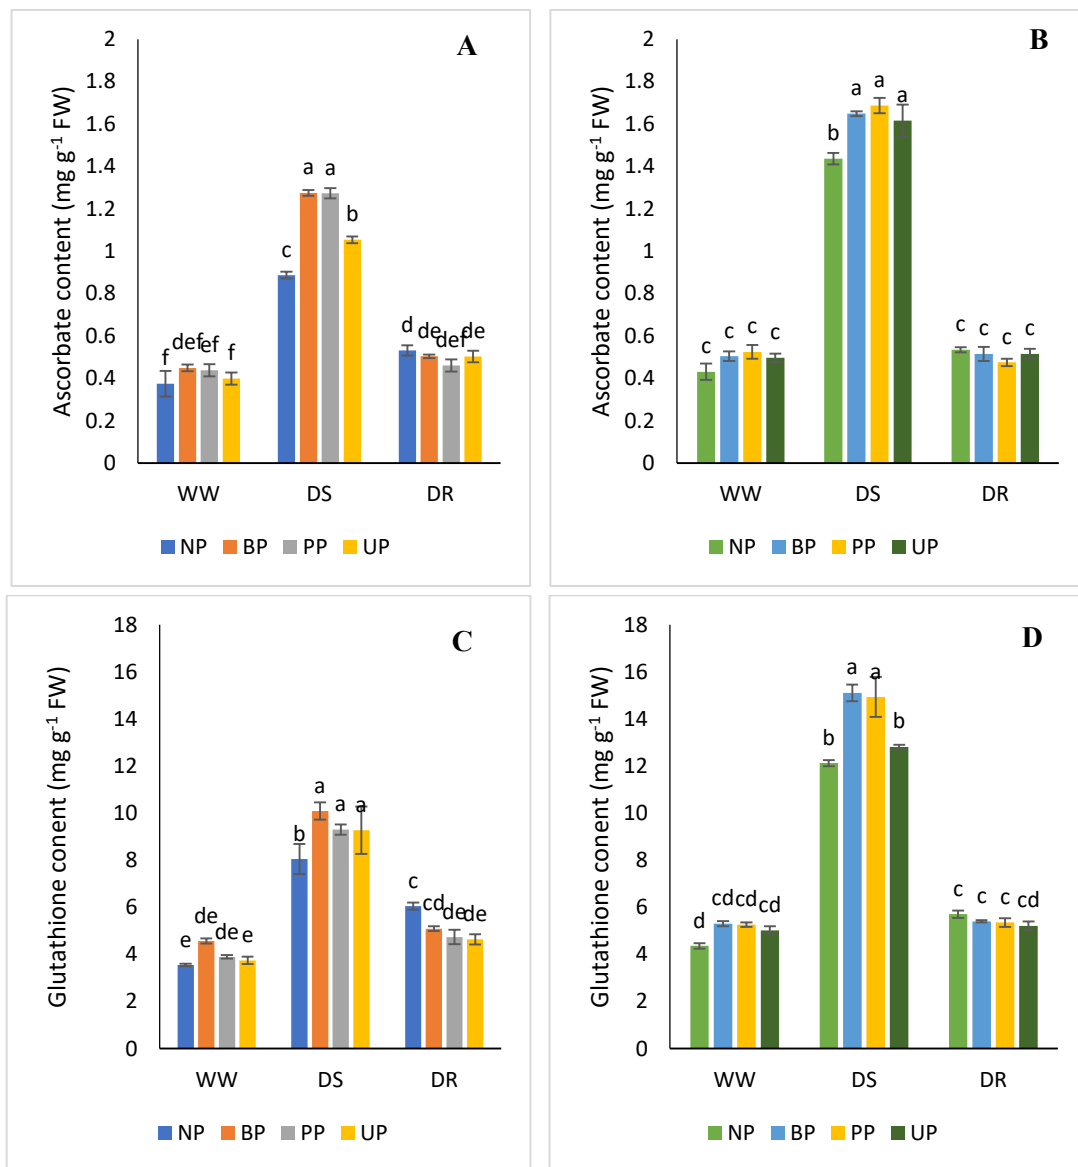 A
Ascorbate content (mg g⁻¹ FW)
2
1.8
1.6
1.4
1.2
1
0.8
0.6
0.4
0.2
0
f def ef f
c a a b
d de def de
WW DS DR
NP BP PP UP
B
Ascorbate content (mg g⁻¹ FW)
2
1.8
1.6
1.4
1.2
1
0.8
0.6
0.4
0.2
0
c c c c
b a a a
c c c c
WW DS DR
NP BP PP UP
C
Glutathione conent (mg g⁻¹ FW)
18
16
14
12
10
8
6
4
2
0
e de de e
b a a a
c cd de de
WW DS DR
NP BP PP UP
D
Glutathione content (mg g⁻¹ FW)
18
16
14
12
10
8
6
4
2
0
d cd cd cd
b a a b
c c c cd
WW DS DR
NP BP PP UP